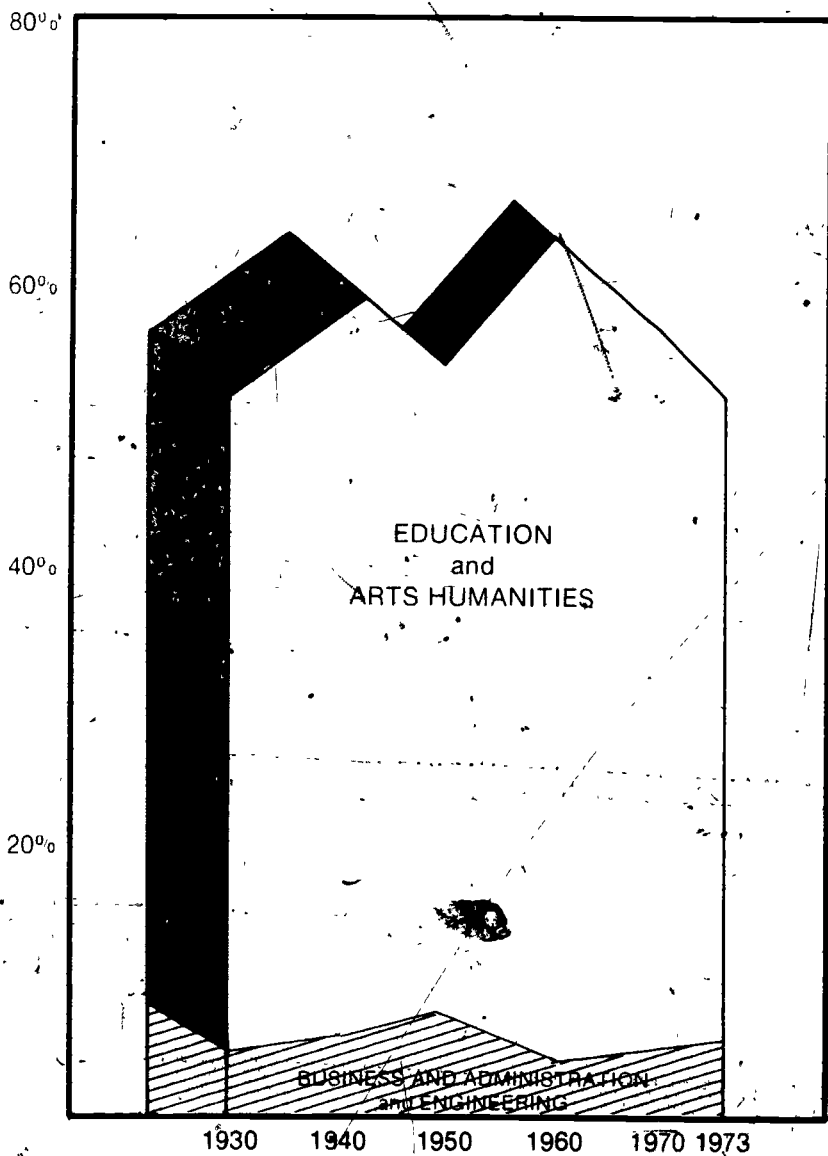 80%
60%
40%
20%
EDUCATION
and
ARTS HUMANITIES
BUSINESS AND ADMINISTRATION
and ENGINEERING
1930 1940 1950 1960 1970 1973